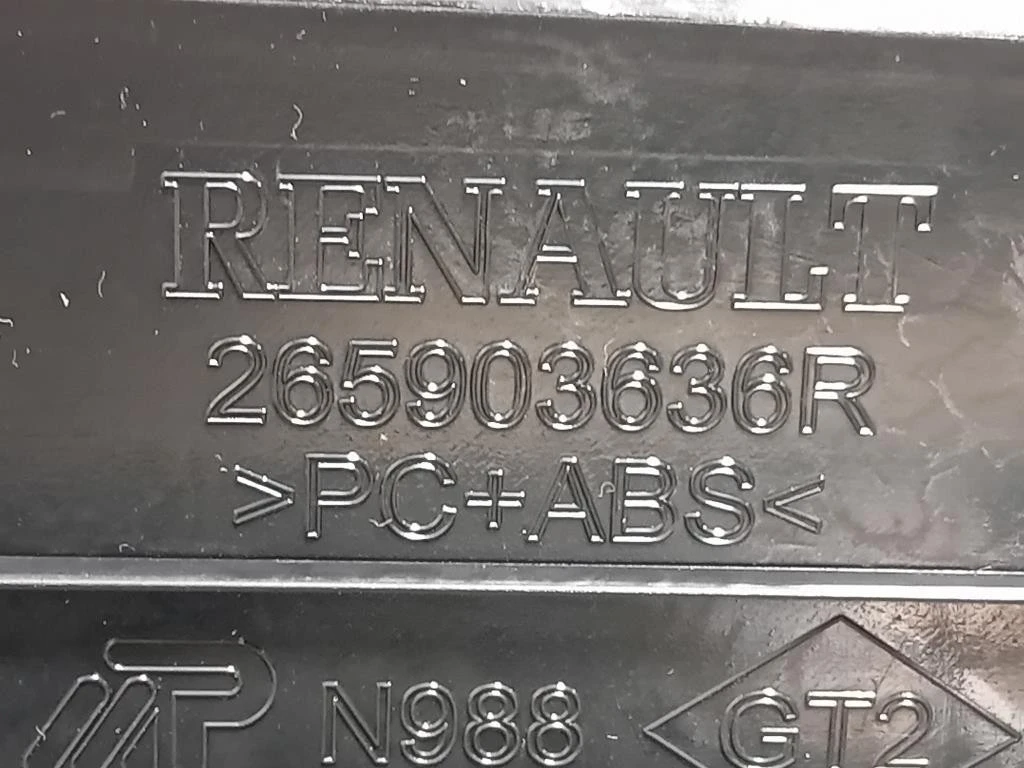 RENAULT
265903636R
>PC+ABS<
N988 GT2